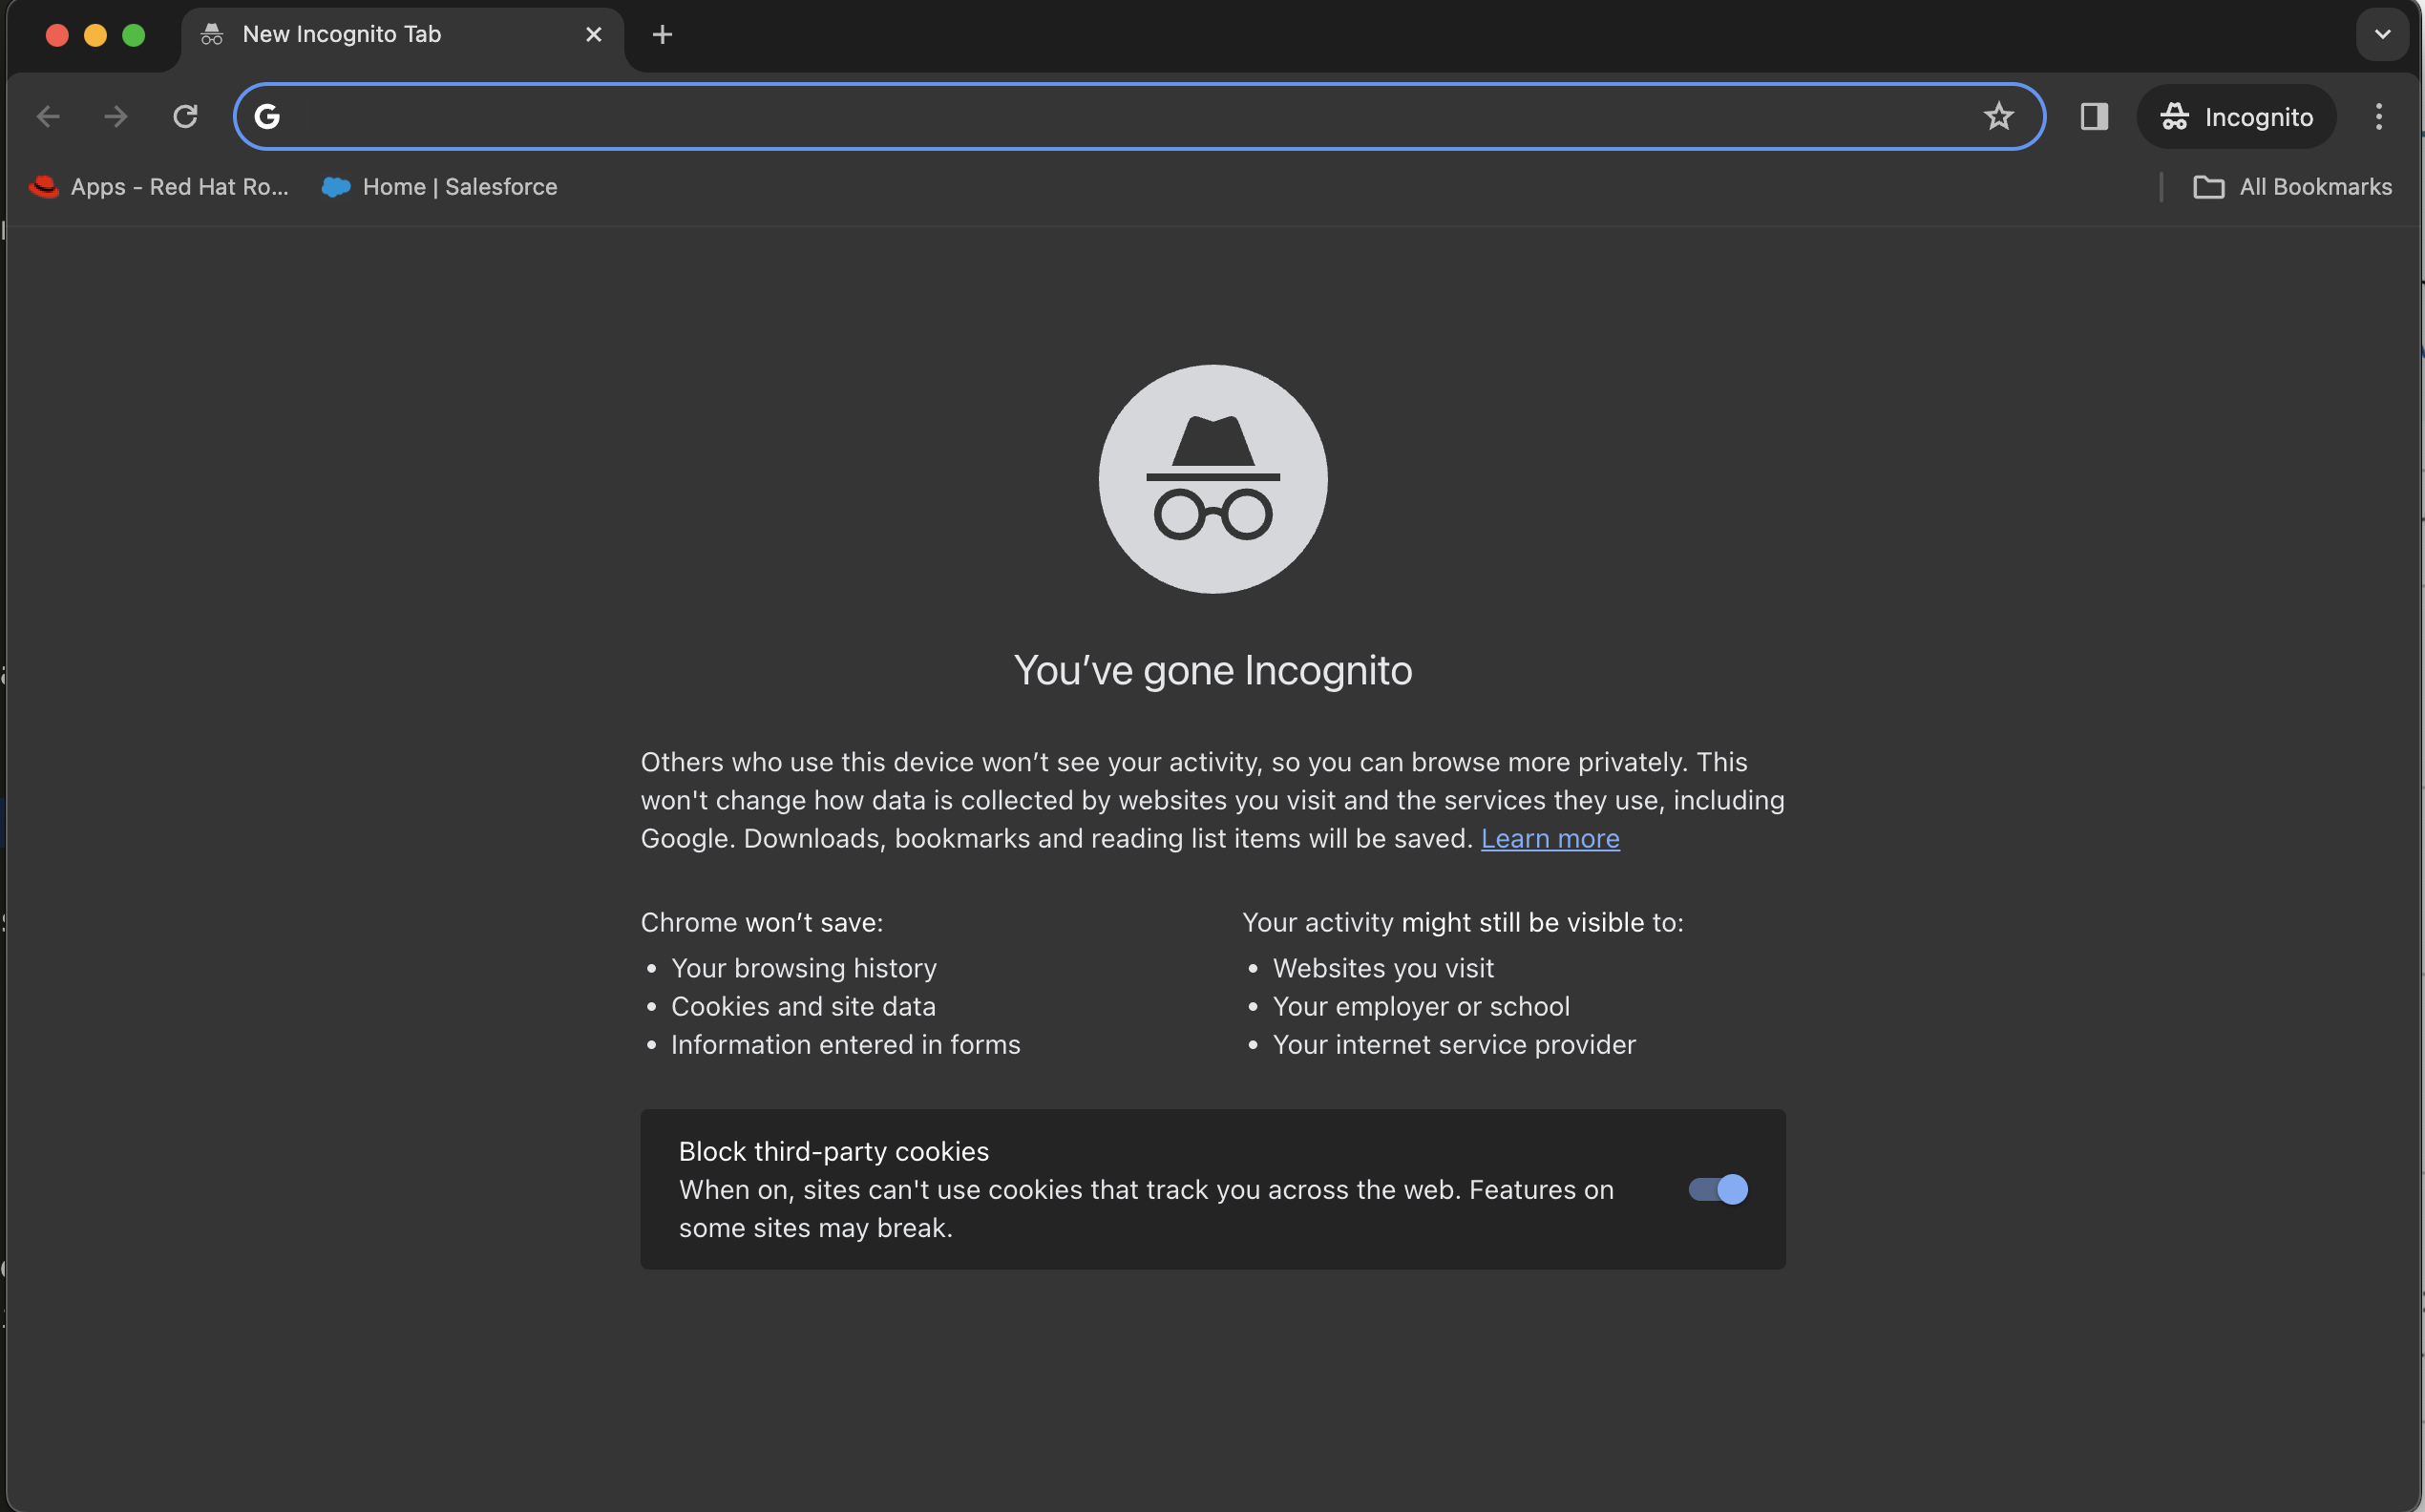 New Incognito Tab
Incognito
Apps - Red Hat Ro...
Home | Salesforce
All Bookmarks
You’ve gone Incognito
Others who use this device won’t see your activity, so you can browse more privately. This
won't change how data is collected by websites you visit and the services they use, including
Google. Downloads, bookmarks and reading list items will be saved. Learn more
Chrome won’t save:
Your browsing history
Cookies and site data
Information entered in forms
Your activity might still be visible to:
Websites you visit
Your employer or school
Your internet service provider
Block third-party cookies
When on, sites can't use cookies that track you across the web. Features on
some sites may break.